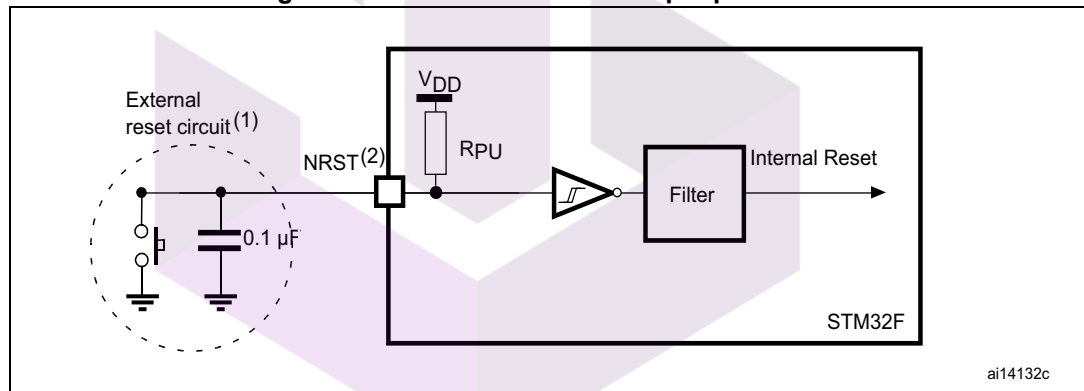 VDD
External
reset circuit(1)
NRST(2)
RPU
Internal Reset
Filter
0.1 µF
STM32F
ai14132c